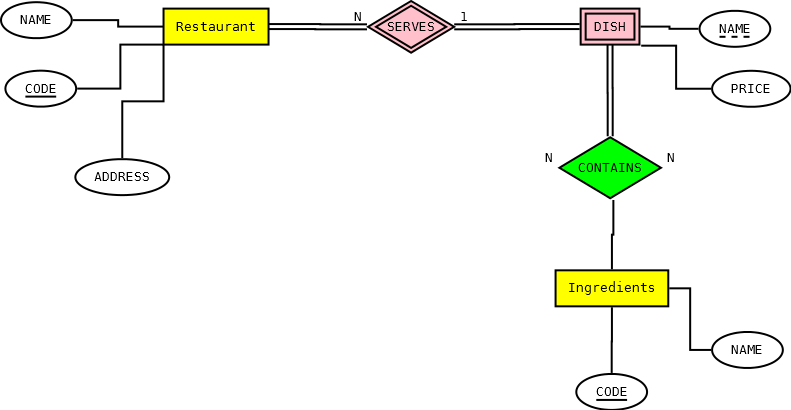 NAME
Restaurant
N
SERVES
1
DISH
NAME
CODE
PRICE
ADDRESS
N
CONTAINS
N
Ingredients
NAME
CODE